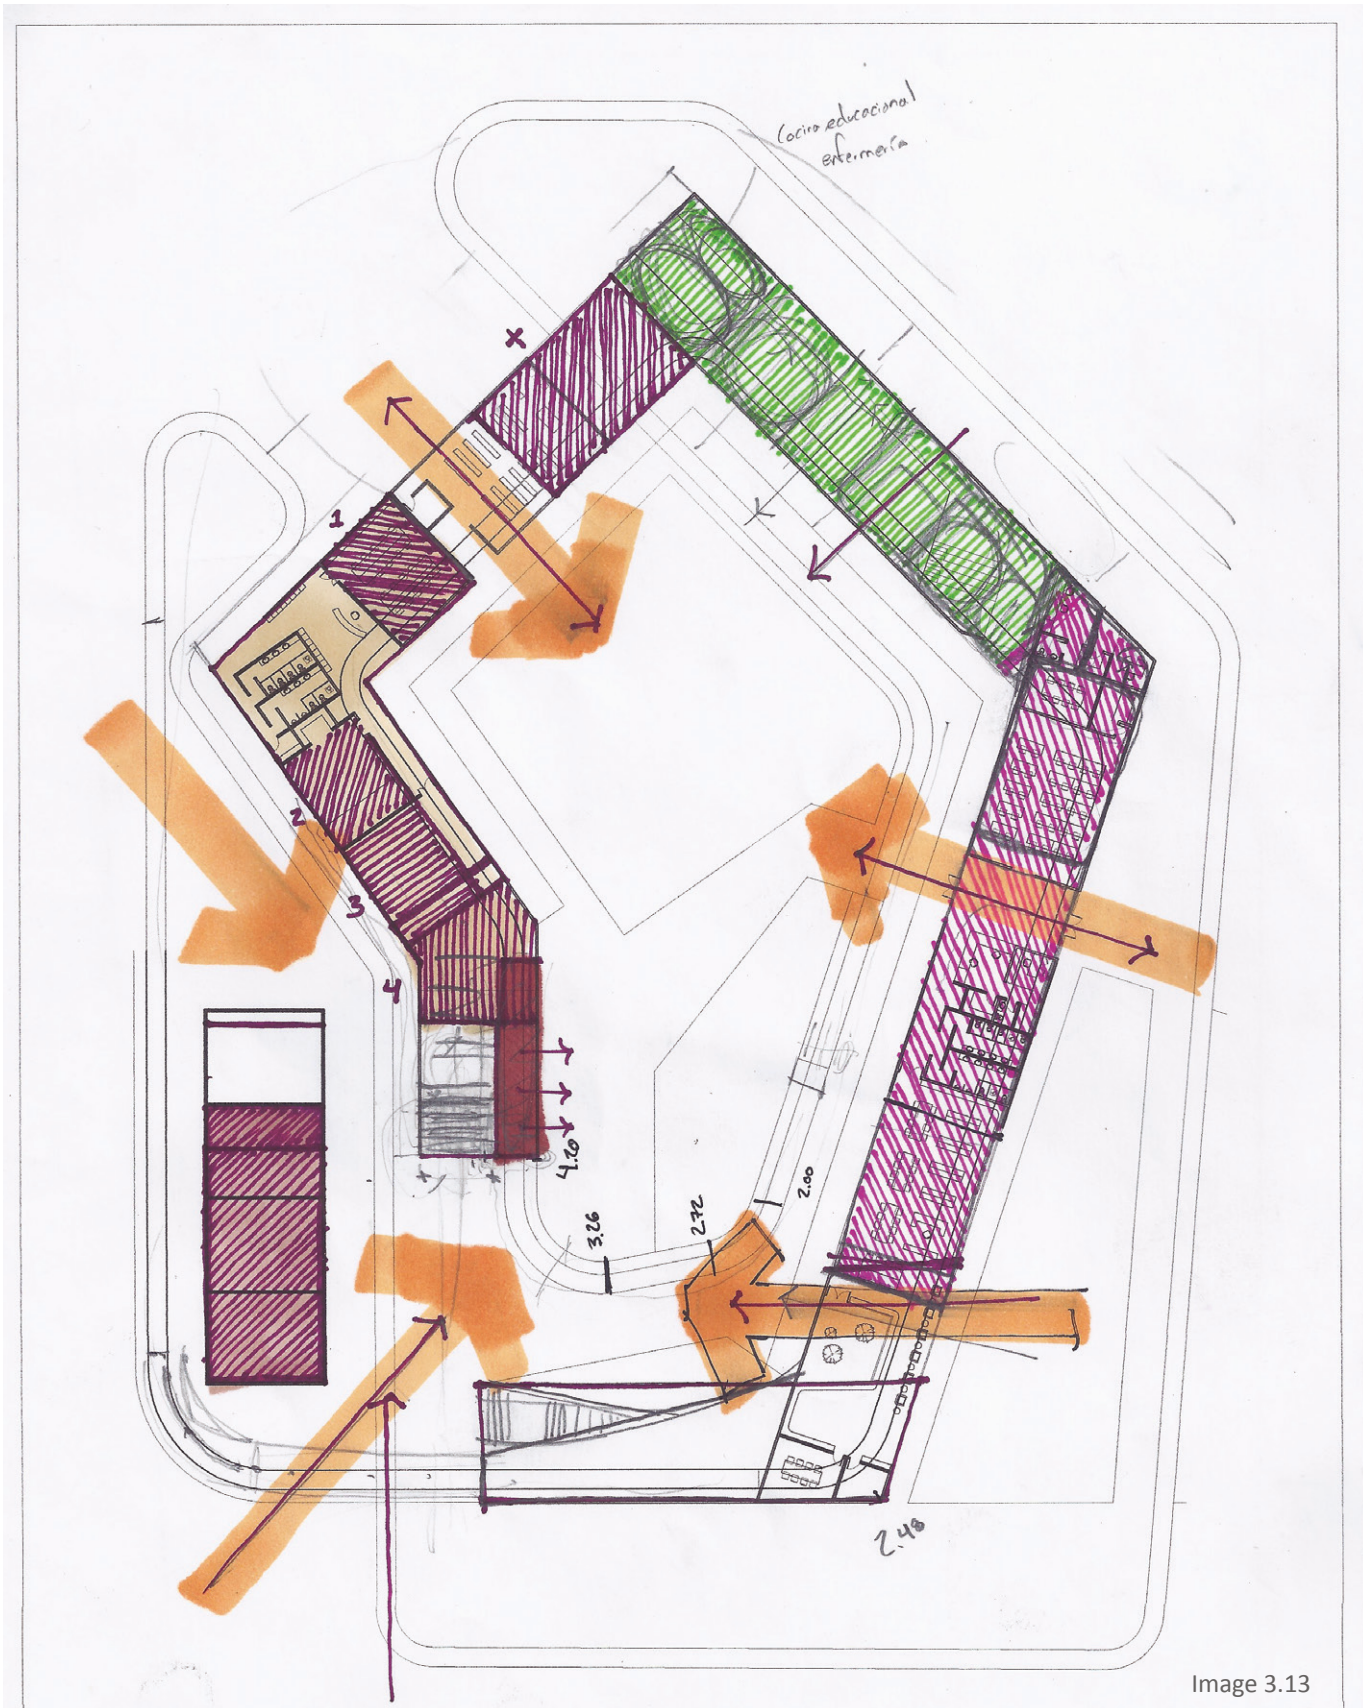 Cocina educacional
enfermería
x
1
2
3
4
4.20
3.26
2.72
2.00
2.48
Image 3.13